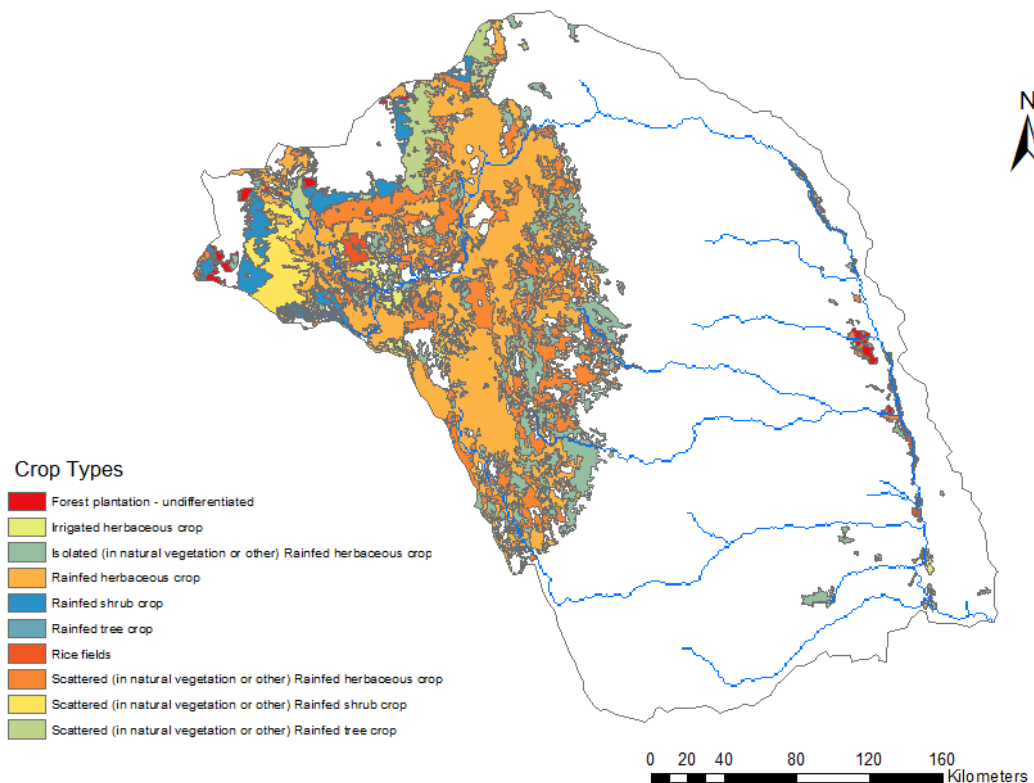 N
Crop Types
Forest plantation - undifferentiated
Irrigated herbaceous crop
Isolated (in natural vegetation or other) Rainfed herbaceous crop
Rainfed herbaceous crop
Rainfed shrub crop
Rainfed tree crop
Rice fields
Scattered (in natural vegetation or other) Rainfed herbaceous crop
Scattered (in natural vegetation or other) Rainfed shrub crop
Scattered (in natural vegetation or other) Rainfed tree crop
0 20 40 80 120 160
Kilometers